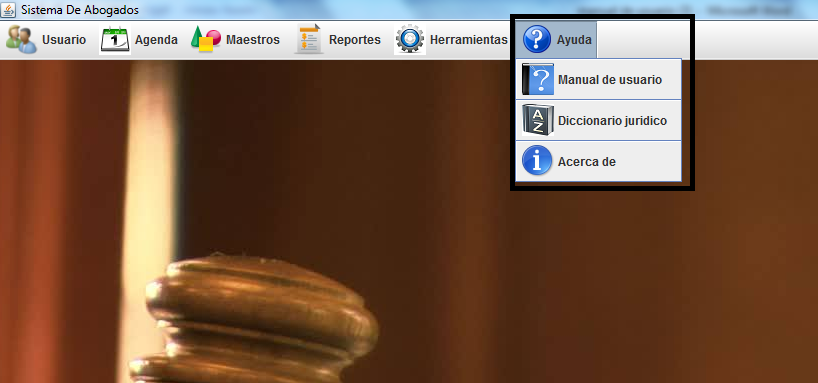 Sistema De Abogados
Usuario Agenda Maestros Reportes Herramientas Ayuda
Manual de usuario
Diccionario juridico
Acerca de